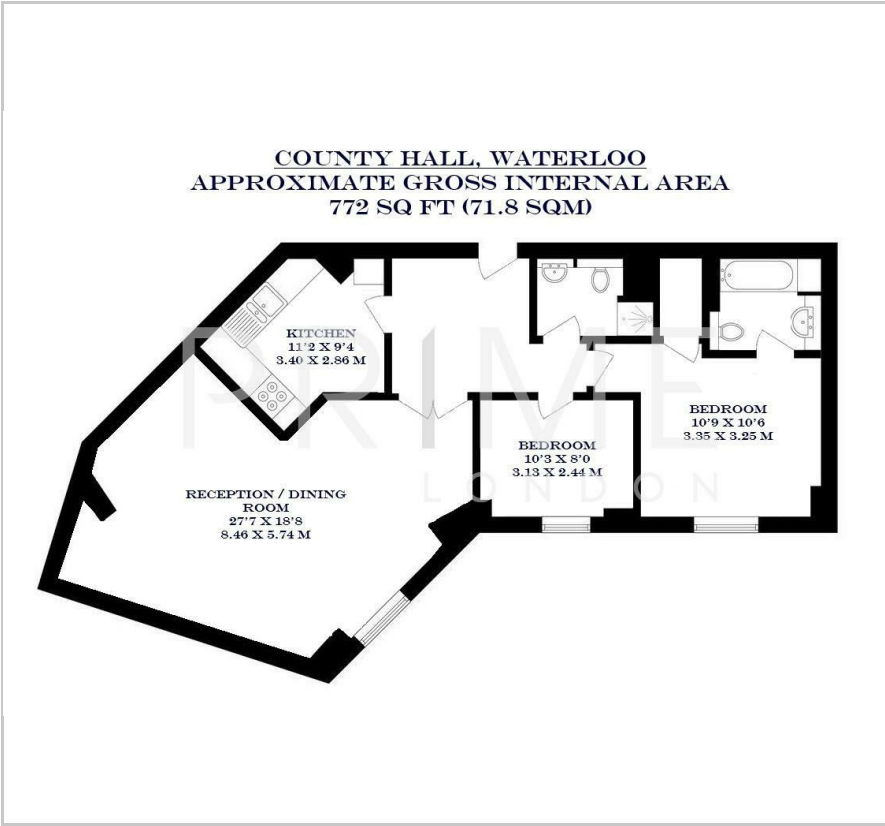 COUNTY HALL, WATERLOO
APPROXIMATE GROSS INTERNAL AREA
772 SQ FT (71.8 SQM)
KITCHEN
11'2 X 9'4
3.40 X 2.86 M
PRIME
LONDON
BEDROOM
10'9 X 10'6
3.35 X 3.25 M
BEDROOM
10'3 X 8'0
3.13 X 2.44 M
RECEPTION / DINING
ROOM
27'7 X 18'8
8.46 X 5.74 M